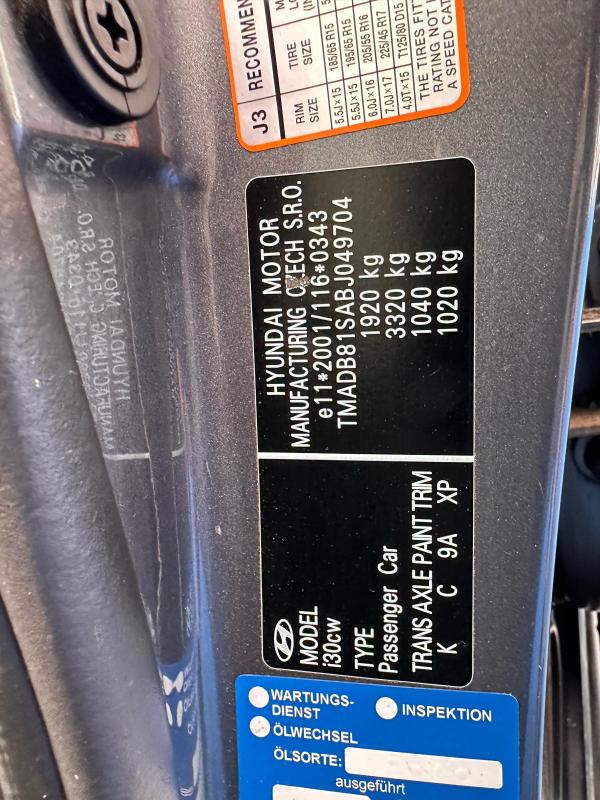 J3 RECOMMEN
RIM SIZE TIRE SIZE
5.5J×15 185/65 R15
5.5J×15 195/65 R15
6.0J×16 205/55 R16
7.0J×17 225/45 R17
4.0T×15 T125/80 D15
THE TIRES FIT
RATING NOT
A SPEED CAT
HYUNDAI MOTOR
MANUFACTURING CZECH S.R.O.
e11*2001/116*0343
TMADB81SABJ049704
1920 kg
3320 kg
1040 kg
1020 kg
MODEL
i30cw
TYPE
Passenger Car
TRANS AXLE PAINT TRIM
K C 9A XP
WARTUNGS-
DIENST
INSPEKTION
ÖLWECHSEL
ÖLSORTE:
ausgeführt